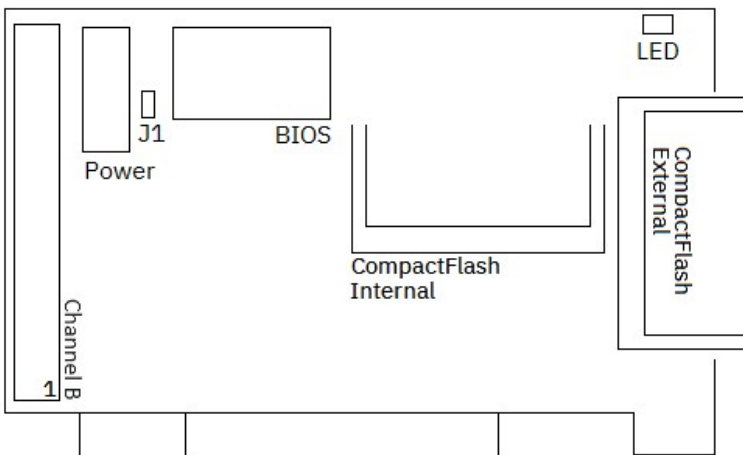 LED
J1
BIOS
Power
CompactFlash
External
CompactFlash
Internal
Channel B
1